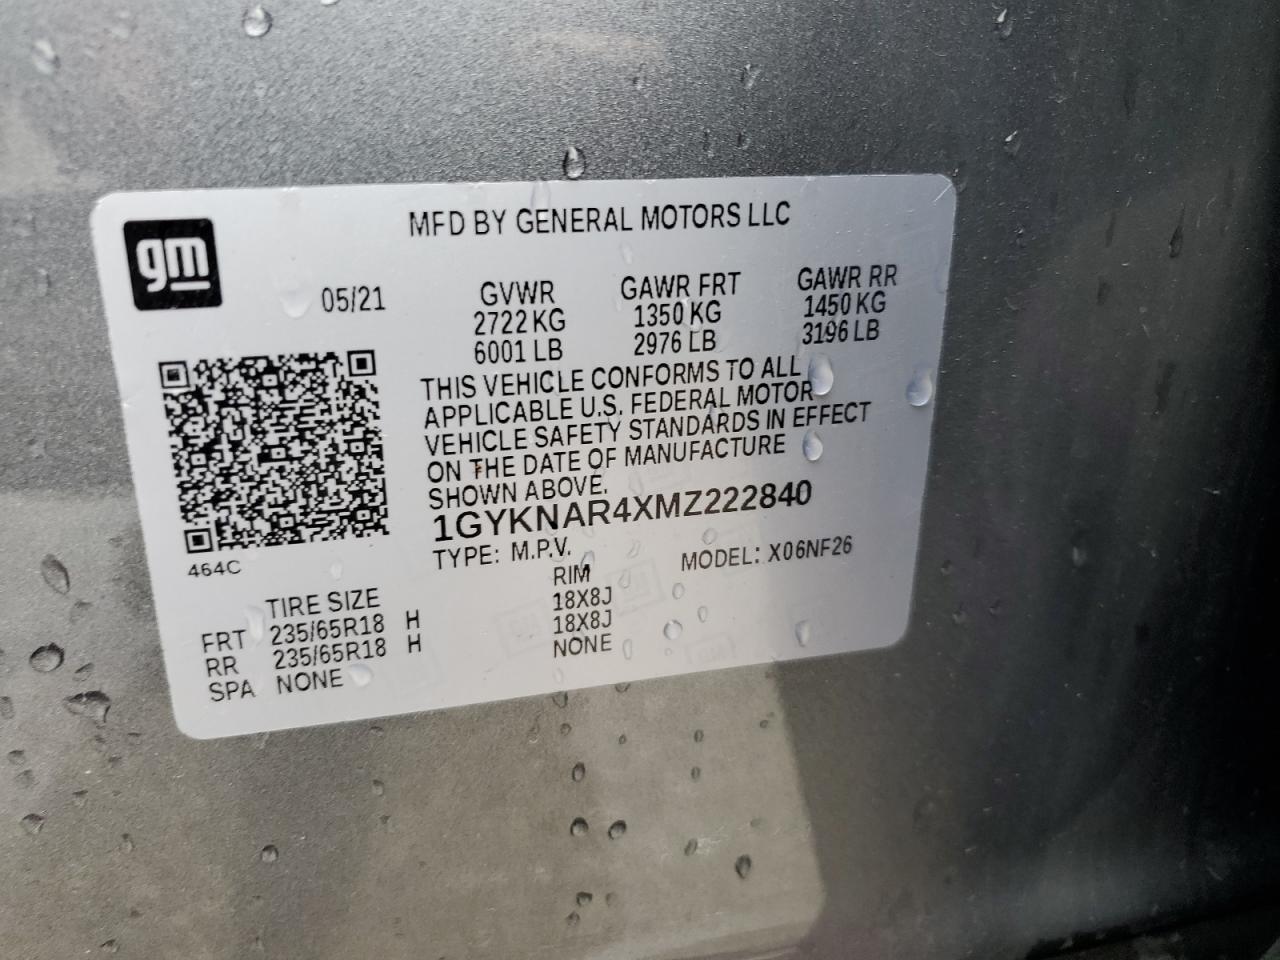 gm
MFD BY GENERAL MOTORS LLC
05/21
GVWR GAWR FRT GAWR RR
2722 KG 1350 KG 1450 KG
6001 LB 2976 LB 3196 LB
THIS VEHICLE CONFORMS TO ALL
APPLICABLE U.S. FEDERAL MOTOR
VEHICLE SAFETY STANDARDS IN EFFECT
ON THE DATE OF MANUFACTURE
SHOWN ABOVE.
1GYKNAR4XMZ222840
464C
TYPE: M.P.V. MODEL: X06NF26
TIRE SIZE RIM
FRT 235/65R18 H 18X8J
RR 235/65R18 H 18X8J
SPA NONE NONE